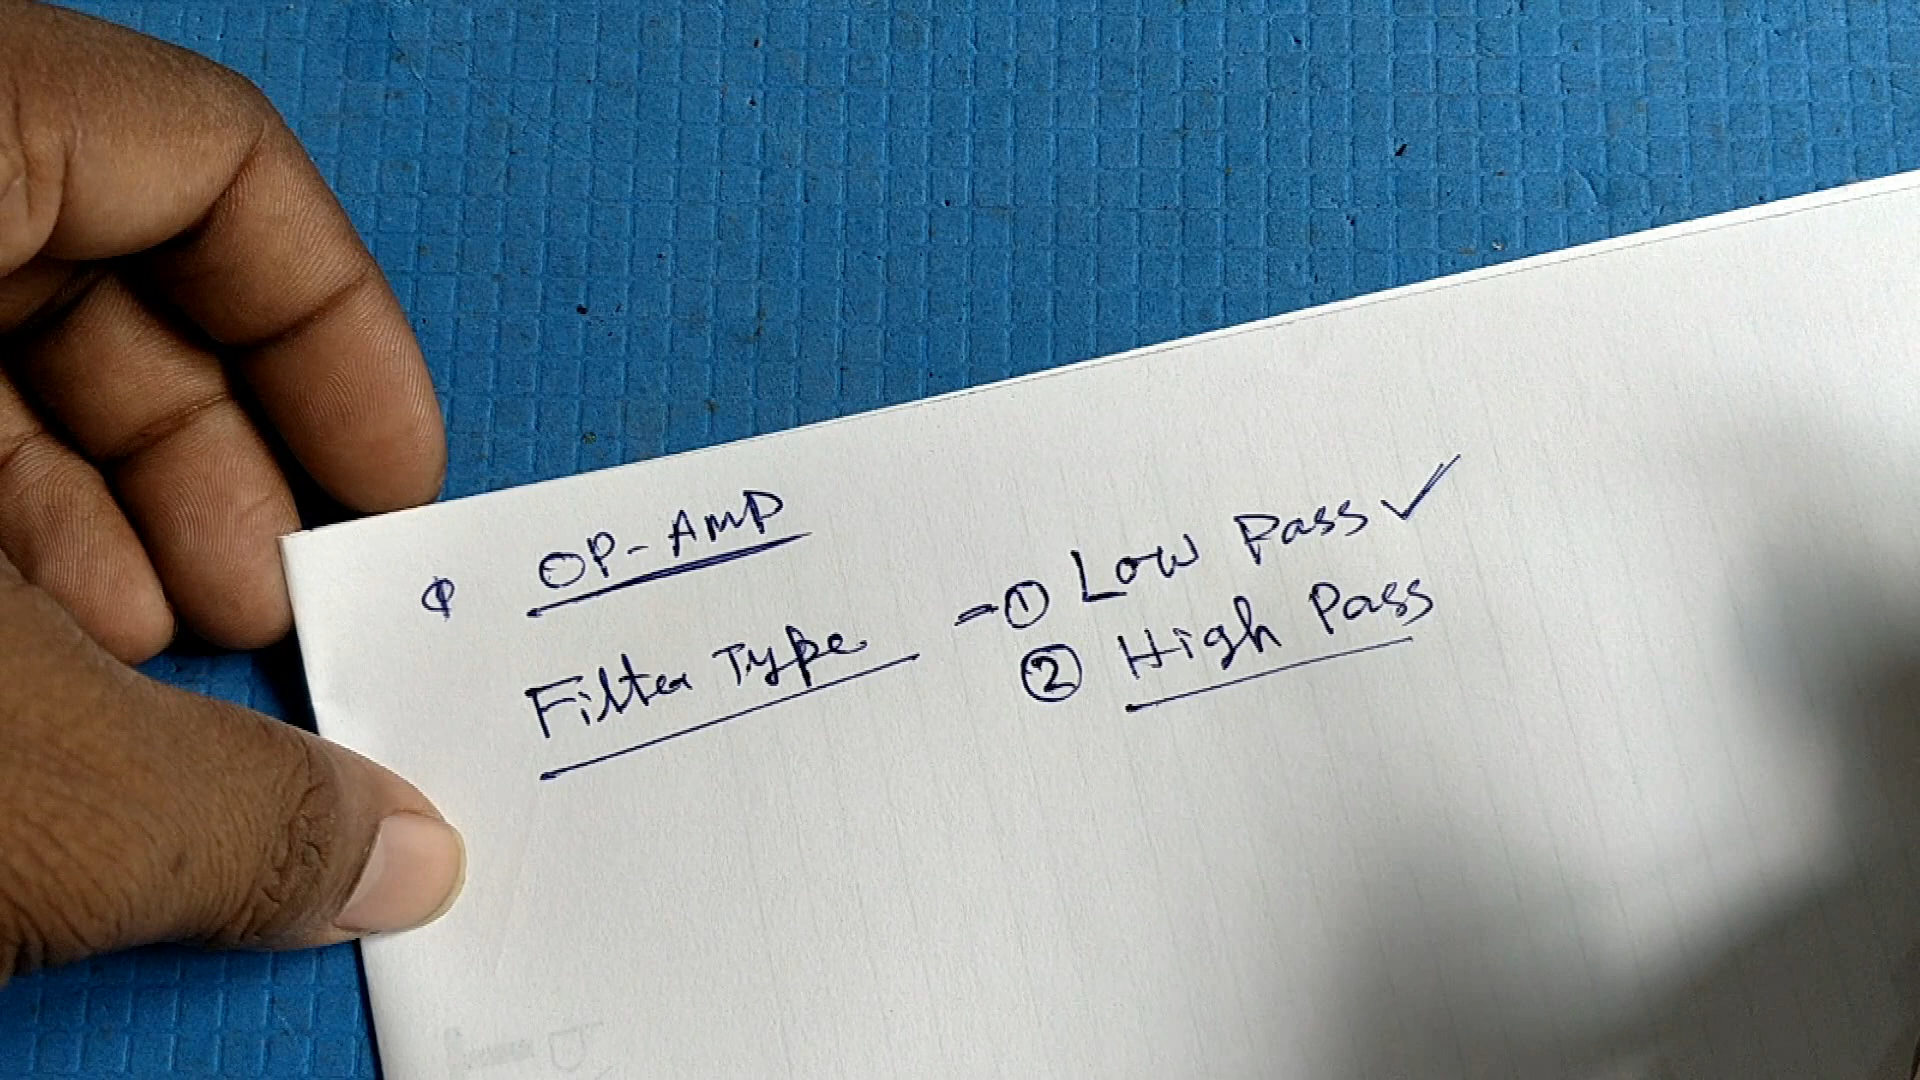 OP-AMP
Filter Type - ① Low Pass ✓
② High Pass